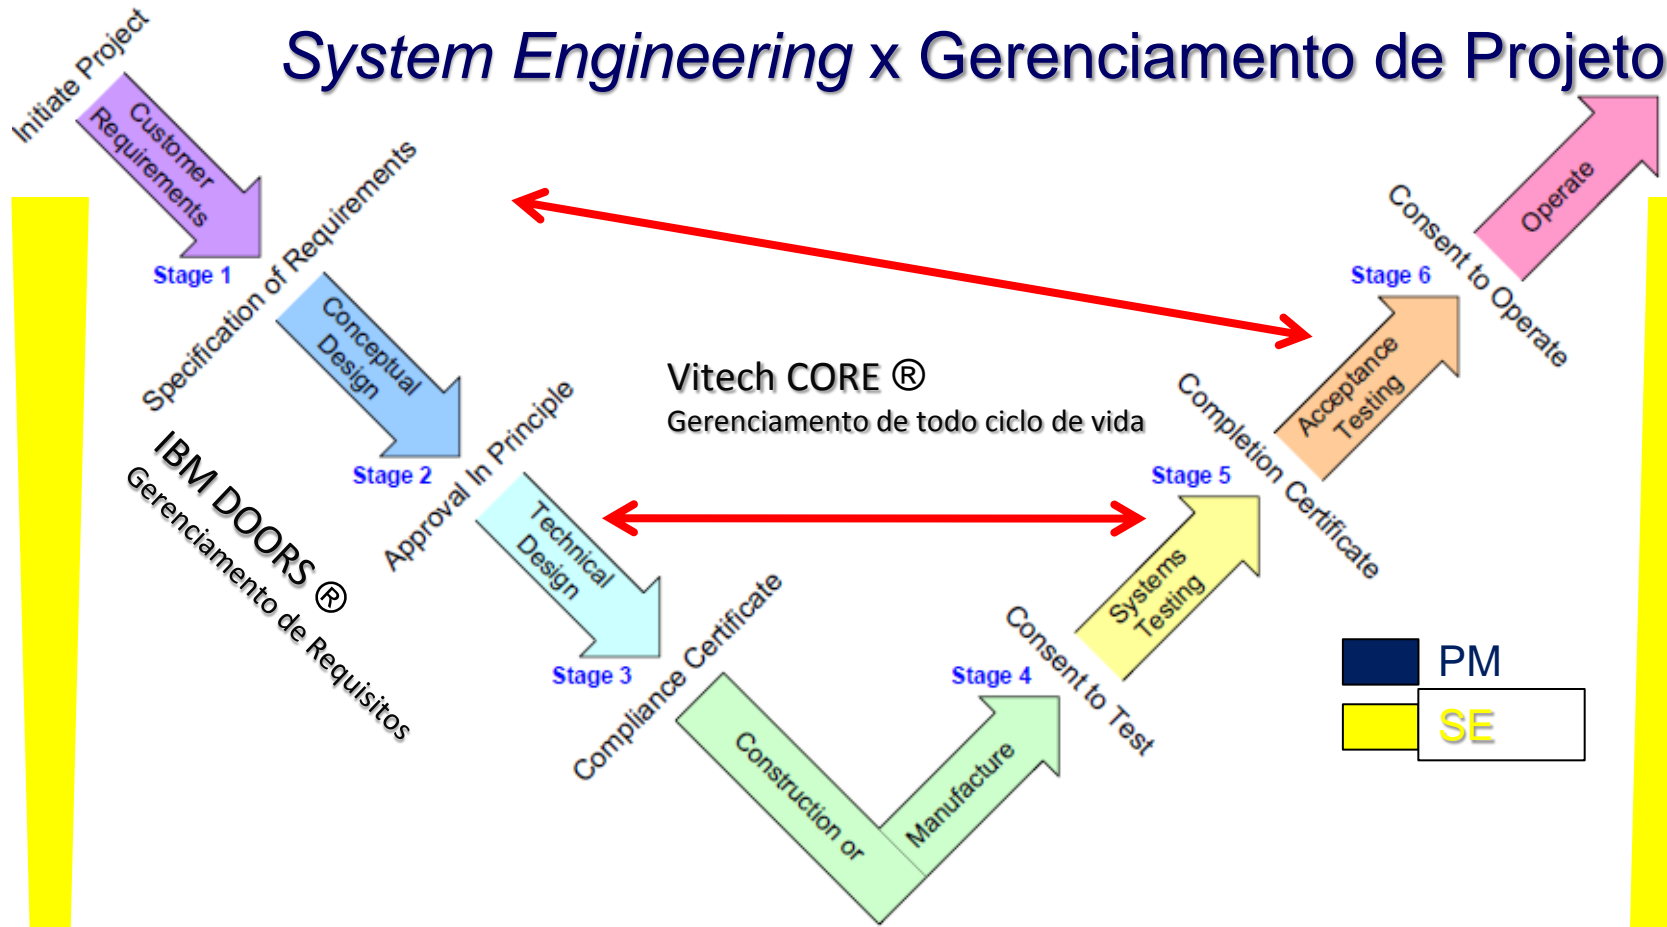 System Engineering x Gerenciamento de Projeto
Initiate Project
Customer
Requirements
Stage 1
Specification of Requirements
Conceptual
Design
Stage 2
Approval In Principle
IBM DOORS ®
Gerenciamento de Requisitos
Technical
Design
Stage 3
Compliance Certificate
Vitech CORE ®
Gerenciamento de todo ciclo de vida
Construction or
Manufacture
Stage 4
Consent to Test
Systems
Testing
Stage 5
Completion Certificate
Acceptance
Testing
Stage 6
Consent to Operate
Operate
PM
SE